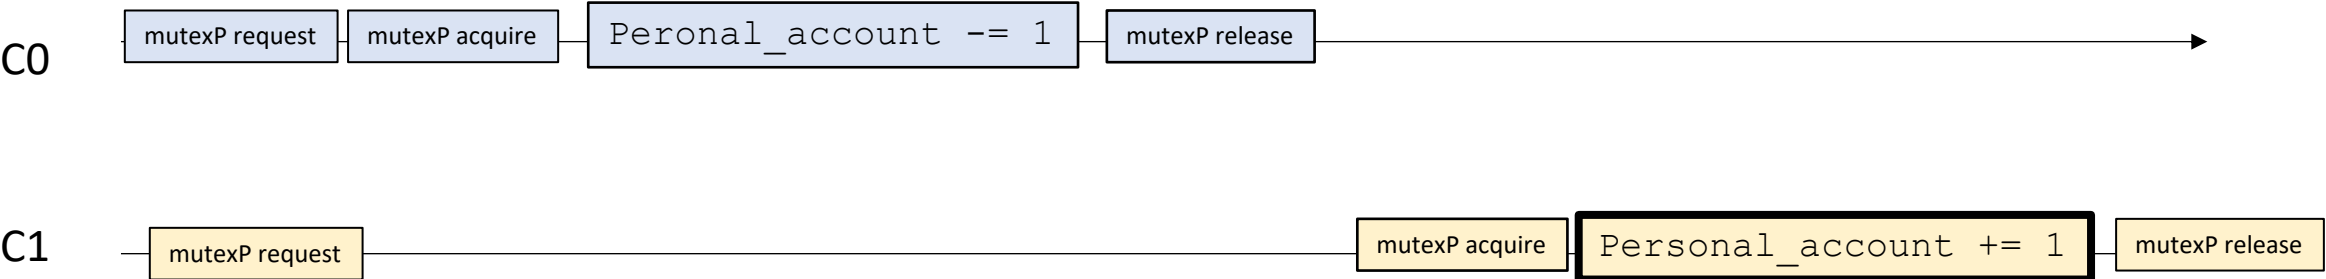 C0 mutexP request mutexP acquire Peronal_account -= 1 mutexP release
C1 mutexP request mutexP acquire Personal_account += 1 mutexP release